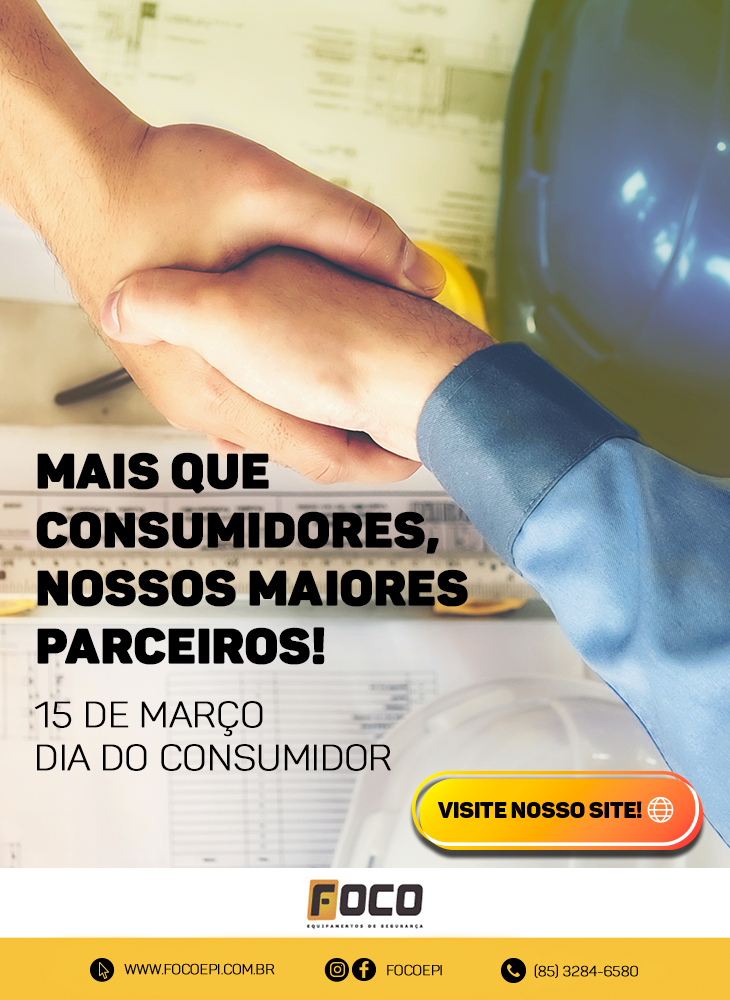 MAIS QUE
CONSUMIDORES,
NOSSOS MAIORES
PARCEIROS!
15 DE MARÇO
DIA DO CONSUMIDOR
VISITE NOSSO SITE!
FOCO
EQUIPAMENTOS DE SEGURANÇA
WWW.FOCOEPI.COM.BR
FOCOEPI
(85) 3284-6580